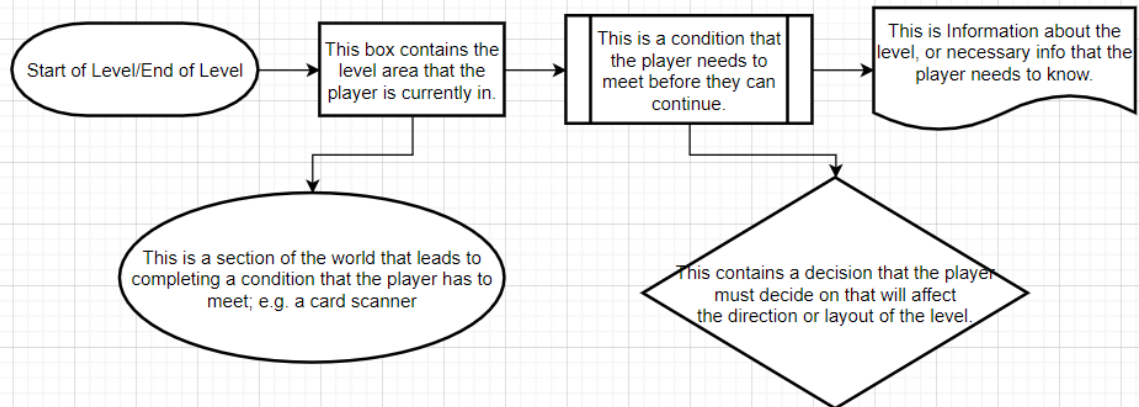 Start of Level/End of Level
This box contains the
level area that the
player is currently in.
This is a condition that
the player needs to
meet before they can
continue.
This is Information about the
level, or necessary info that the
player needs to know.
This is a section of the world that leads to
completing a condition that the player has to
meet; e.g. a card scanner
This contains a decision that the player
must decide on that will affect
the direction or layout of the level.